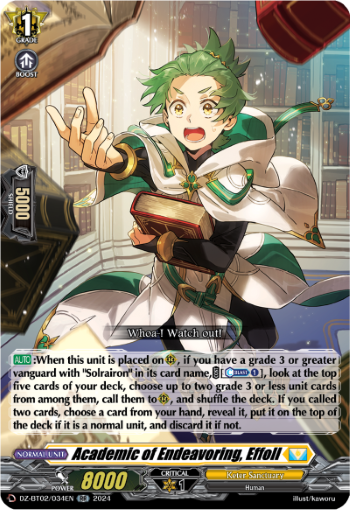 1
GRADE
BOOST
5000
SHIELD
Whoa-! Watch out!
AUTO:When this unit is placed on R, if you have a grade 3 or greater
vanguard with "Solrairon" in its card name, COST [ COUNTER BLAST 1 ], look at the top
five cards of your deck, choose up to two grade 3 or less unit cards
from among them, call them to R, and shuffle the deck. If you called
two cards, choose a card from your hand, reveal it, put it on the top of
the deck if it is a normal unit, and discard it if not.
NORMAL UNIT
Academic of Endeavoring, Effoll
POWER 8000
CRITICAL
1
Keter Sanctuary
Human
D DZ-BT02/034EN RR 2024
illust/kaworu